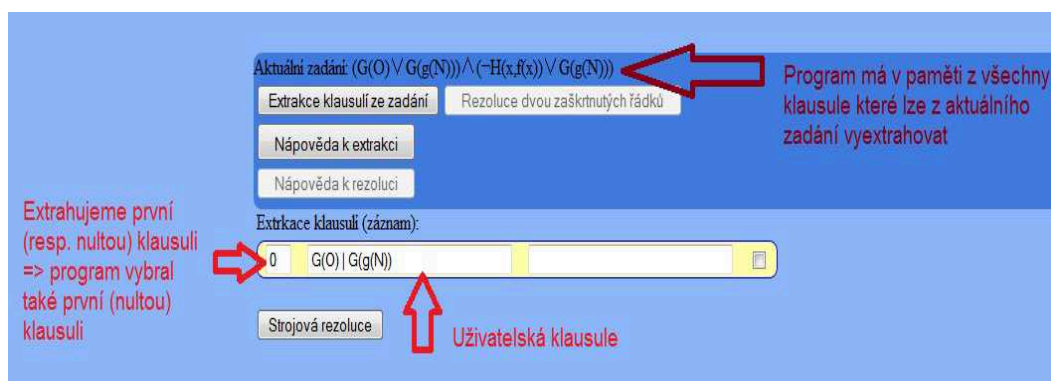 Aktuální zadání: (G(O)∨G(g(N)))∧(¬H(x,f(x))∨G(g(N)))
Extrakce klausulí ze zadání
Rezoluce dvou zaškrtnutých řádků
Nápověda k extrakci
Nápověda k rezoluci
Program má v paměti z všechny
klausule které lze z aktuálního
zadání vyextrahovat
Extrkace klausulí (záznam):
Extrahujeme první
(resp. nultou) klausuli
=> program vybral
také první (nultou)
klausuli
0
G(O) | G(g(N))
Strojová rezoluce
Uživatelská klausule